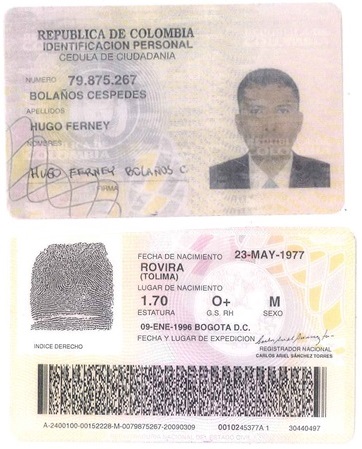 REPUBLICA DE COLOMBIA
IDENTIFICACION PERSONAL
CEDULA DE CIUDADANIA
NUMERO 79.875.267
BOLAÑOS CESPEDES
APELLIDOS
HUGO FERNEY
NOMBRES
HUGO FERNEY BOLAÑOS C
FIRMA
FECHA DE NACIMIENTO 23-MAY-1977
ROVIRA
(TOLIMA)
LUGAR DE NACIMIENTO
1.70 O+ M
ESTATURA G.S. RH SEXO
09-ENE-1996 BOGOTA D.C.
FECHA Y LUGAR DE EXPEDICION
INDICE DERECHO
REGISTRADOR NACIONAL
CARLOS ARIEL SÁNCHEZ TORRES
A-2400100-00152228-M-0079875267-20090309 0010245377A 1 30440497